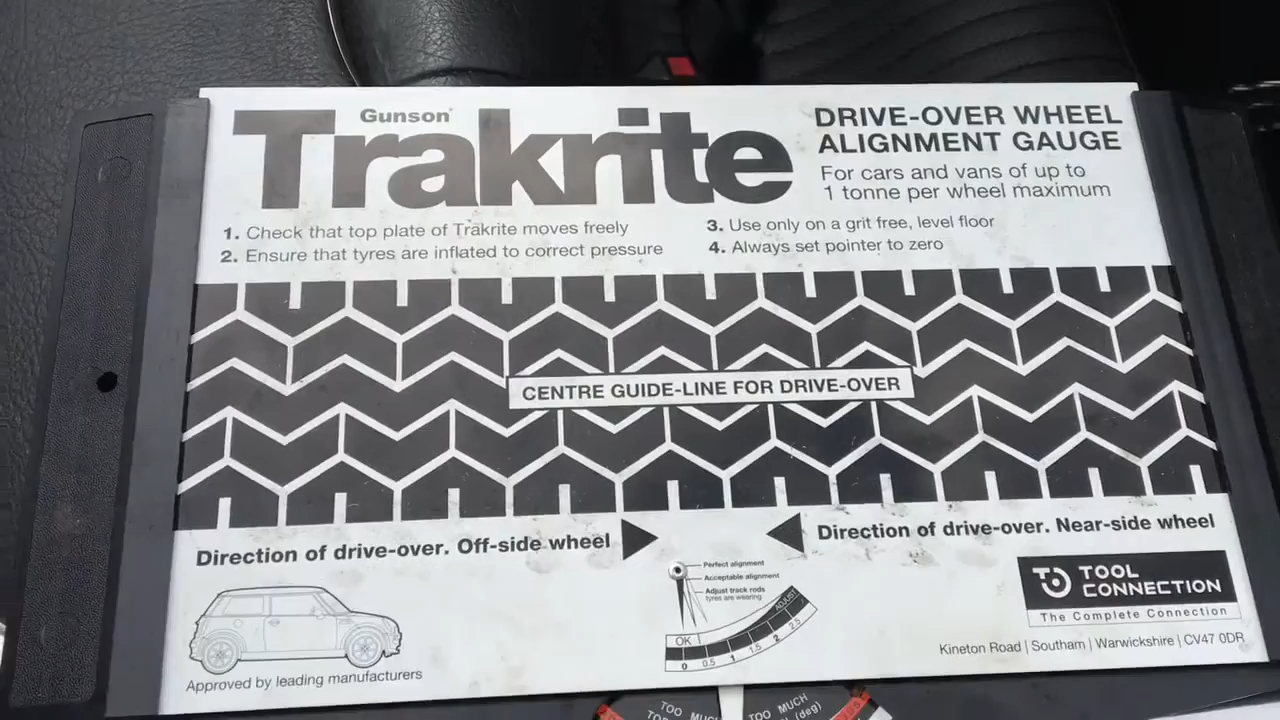 Gunson
Trakrite
DRIVE-OVER WHEEL
ALIGNMENT GAUGE
For cars and vans of up to
1 tonne per wheel maximum
1. Check that top plate of Trakrite moves freely
2. Ensure that tyres are inflated to correct pressure
3. Use only on a grit free, level floor
4. Always set pointer to zero
CENTRE GUIDE-LINE FOR DRIVE-OVER
Direction of drive-over. Off-side wheel
Direction of drive-over. Near-side wheel
Perfect alignment
Acceptable alignment
Adjust track rods
tyres are wearing
OK
ADJUST
0 0.5 1 1.5 2 2.5
TOOL
CONNECTION
The Complete Connection
Kineton Road | Southam | Warwickshire | CV47 0DR
Approved by leading manufacturers
TOO MUCH
TOO MUCH
(deg)